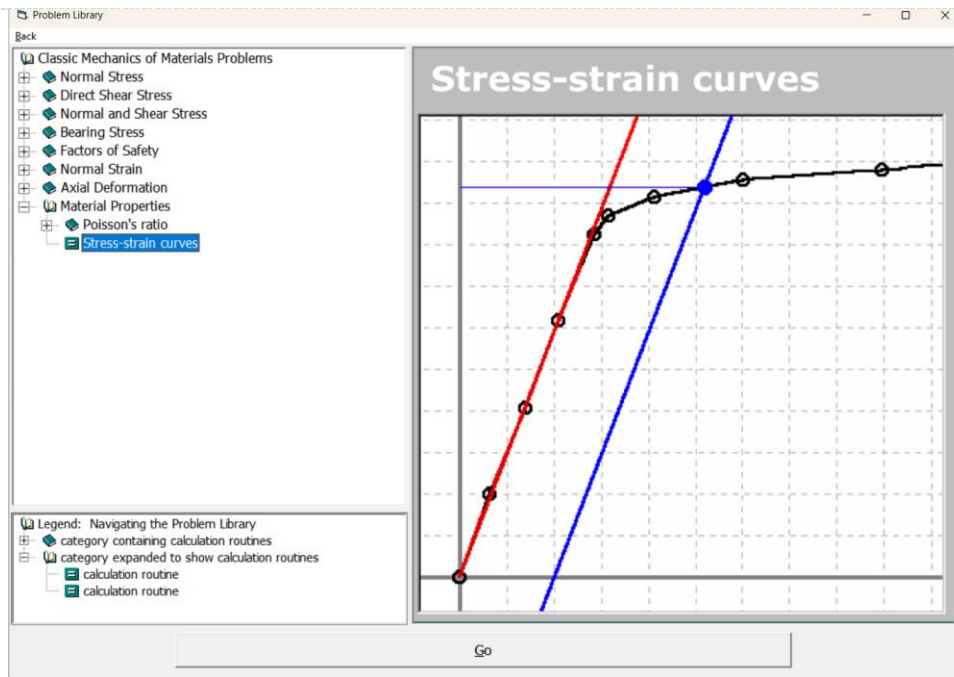 Problem Library
Back
Classic Mechanics of Materials Problems
Normal Stress
Direct Shear Stress
Normal and Shear Stress
Bearing Stress
Factors of Safety
Normal Strain
Axial Deformation
Material Properties
Poisson's ratio
Stress-strain curves
Legend: Navigating the Problem Library
category containing calculation routines
category expanded to show calculation routines
calculation routine
calculation routine
Stress-strain curves
Go